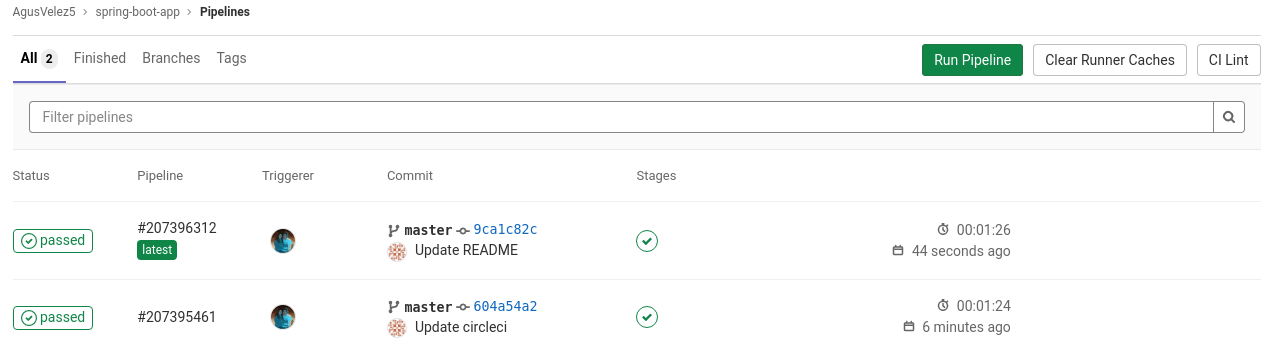 AgusVelez5 > spring-boot-app > Pipelines
All 2 Finished Branches Tags Run Pipeline Clear Runner Caches CI Lint
Filter pipelines
Status Pipeline Triggerer Commit Stages
passed #207396312 latest master 9ca1c82c 00:01:26
Update README 44 seconds ago
passed #207395461 master 604a54a2 00:01:24
Update circleci 6 minutes ago